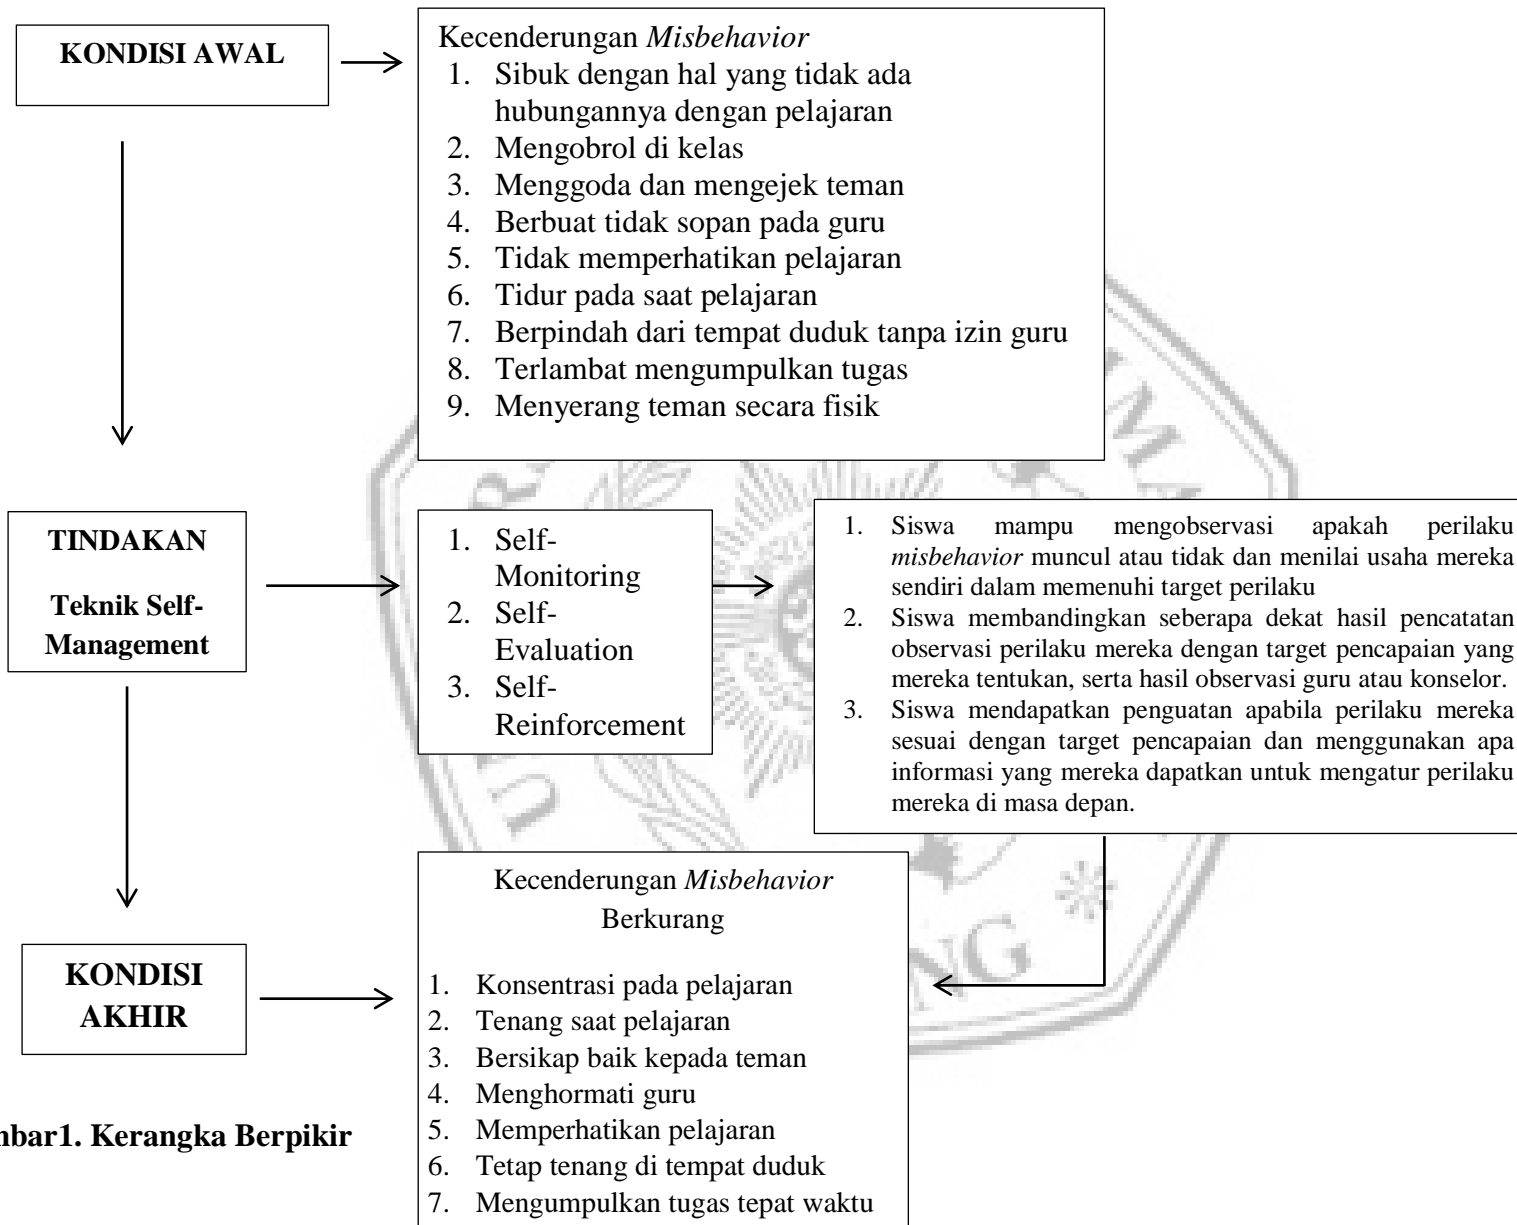 KONDISI AWAL
Kecenderungan Misbehavior
1. Sibuk dengan hal yang tidak ada
hubungannya dengan pelajaran
2. Mengobrol di kelas
3. Menggoda dan mengejek teman
4. Berbuat tidak sopan pada guru
5. Tidak memperhatikan pelajaran
6. Tidur pada saat pelajaran
7. Berpindah dari tempat duduk tanpa izin guru
8. Terlambat mengumpulkan tugas
9. Menyerang teman secara fisik
TINDAKAN
Teknik Self-
Management
1. Self-
Monitoring
2. Self-
Evaluation
3. Self-
Reinforcement
1. Siswa mampu mengobservasi apakah perilaku
misbehavior muncul atau tidak dan menilai usaha mereka
sendiri dalam memenuhi target perilaku
2. Siswa membandingkan seberapa dekat hasil pencatatan
observasi perilaku mereka dengan target pencapaian yang
mereka tentukan, serta hasil observasi guru atau konselor.
3. Siswa mendapatkan penguatan apabila perilaku mereka
sesuai dengan target pencapaian dan menggunakan apa
informasi yang mereka dapatkan untuk mengatur perilaku
mereka di masa depan.
KONDISI
AKHIR
Kecenderungan Misbehavior
Berkurang
1. Konsentrasi pada pelajaran
2. Tenang saat pelajaran
3. Bersikap baik kepada teman
4. Menghormati guru
5. Memperhatikan pelajaran
6. Tetap tenang di tempat duduk
7. Mengumpulkan tugas tepat waktu
mbar1. Kerangka Berpikir